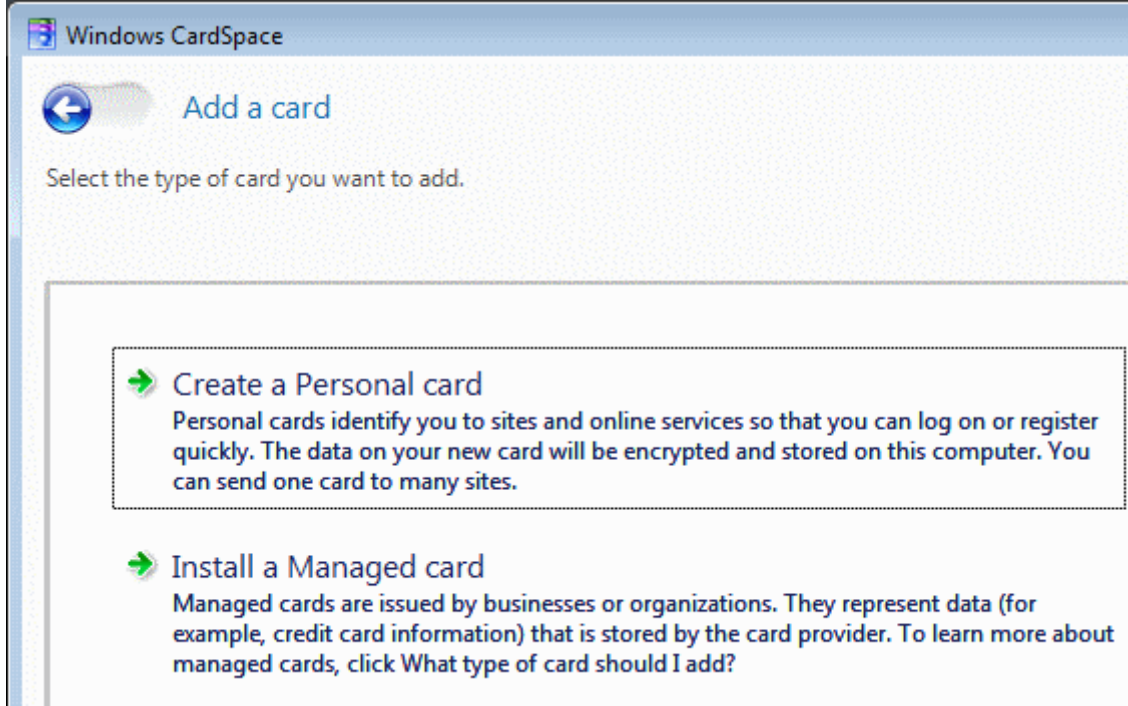 Windows CardSpace
Add a card
Select the type of card you want to add.
Create a Personal card
Personal cards identify you to sites and online services so that you can log on or register
quickly. The data on your new card will be encrypted and stored on this computer. You
can send one card to many sites.
Install a Managed card
Managed cards are issued by businesses or organizations. They represent data (for
example, credit card information) that is stored by the card provider. To learn more about
managed cards, click What type of card should I add?